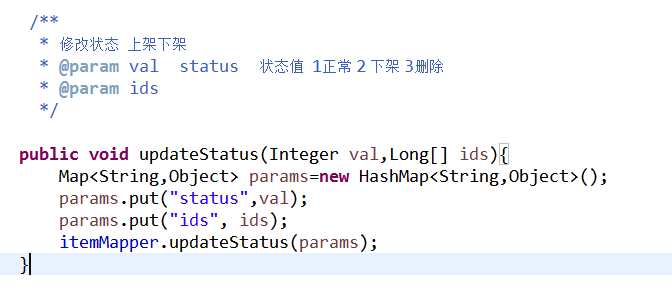 /**
* 修改状态 上架下架
* @param val  status   状态值  1正常 2 下架 3删除
* @param ids
*/
public void updateStatus(Integer val,Long[] ids){
Map<String,Object> params=new HashMap<String,Object>();
params.put("status",val);
params.put("ids", ids);
itemMapper.updateStatus(params);
}